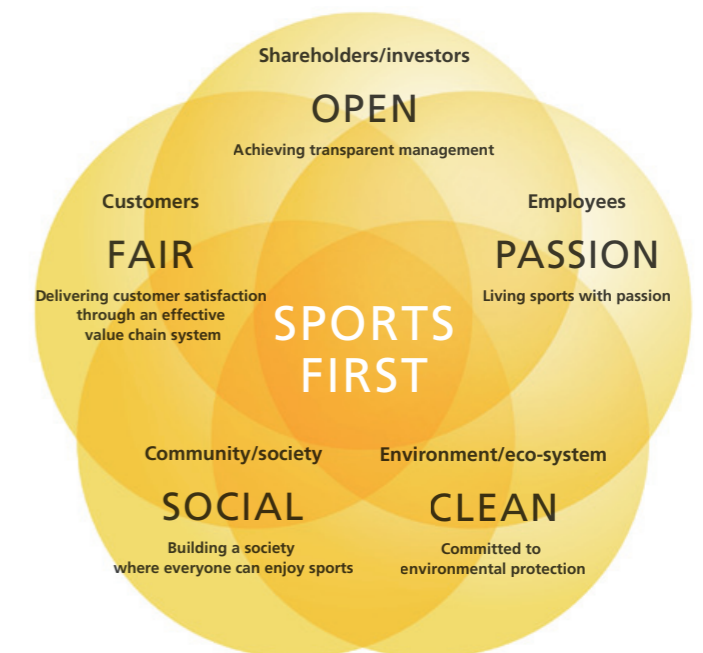 Shareholders/investors
OPEN
Achieving transparent management
Customers
FAIR
Delivering customer satisfaction
through an effective
value chain system
Employees
PASSION
Living sports with passion
SPORTS
FIRST
Community/society
SOCIAL
Building a society
where everyone can enjoy sports
Environment/eco-system
CLEAN
Committed to
environmental protection